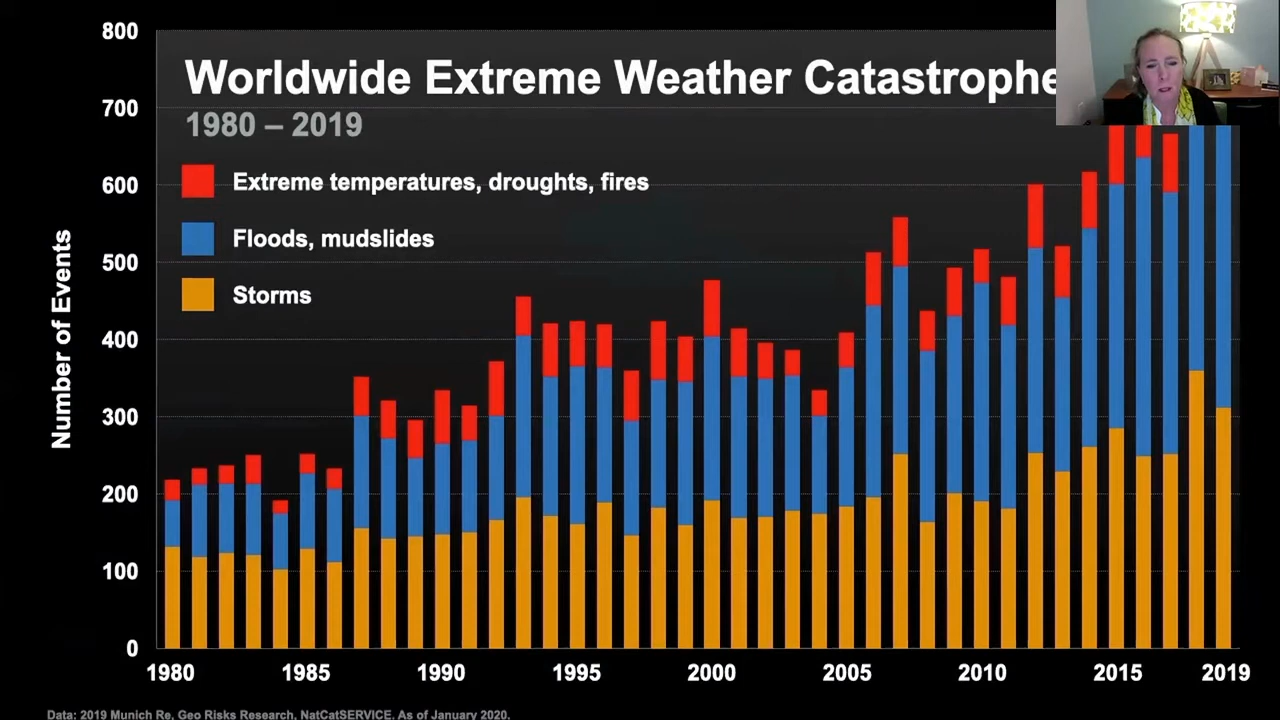 Worldwide Extreme Weather Catastrophe
1980 – 2019
Extreme temperatures, droughts, fires
Floods, mudslides
Storms
Number of Events
800
700
600
500
400
300
200
100
0
1980
1985
1990
1995
2000
2005
2010
2015
2019
Data: 2019 Munich Re, Geo Risks Research, NatCatSERVICE. As of January 2020.